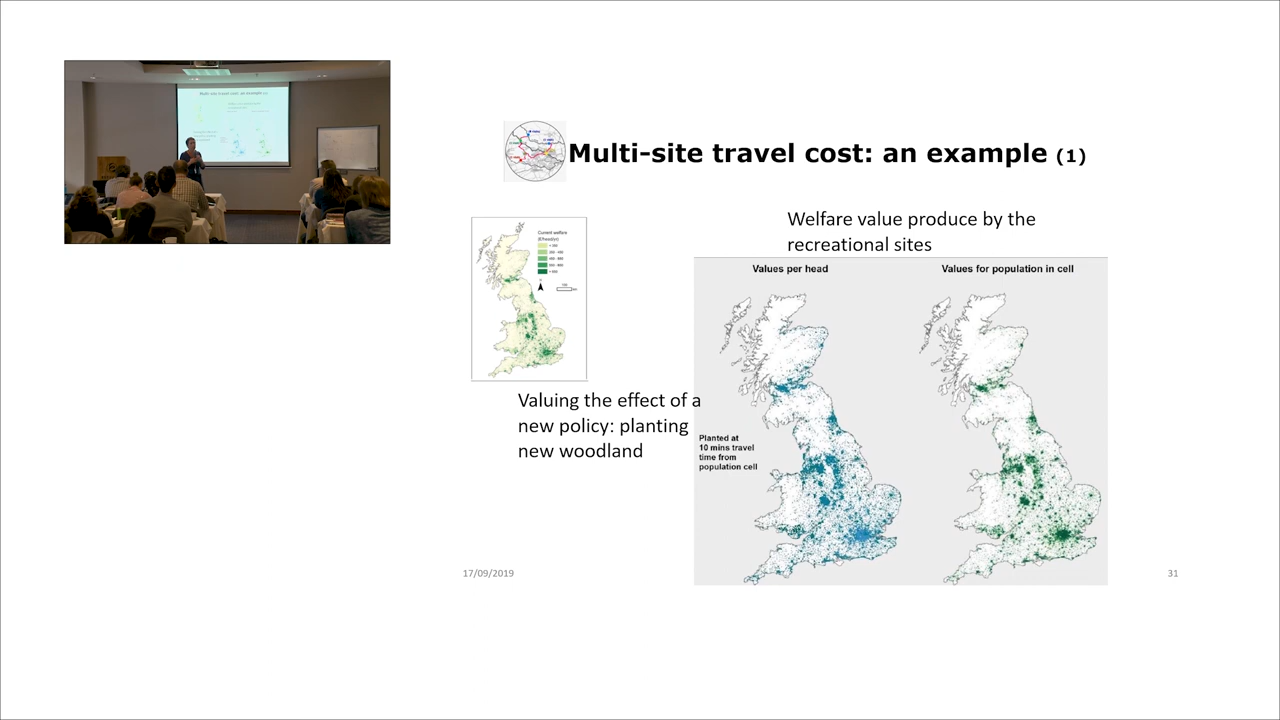 Multi-site travel cost: an example (1)
Welfare value produce by the
recreational sites
Current welfare
(£/head/yr)
Values per head
Values for population in cell
Valuing the effect of a
new policy: planting
new woodland
Planted at
10 mins travel
time from
population cell
17/09/2019
31